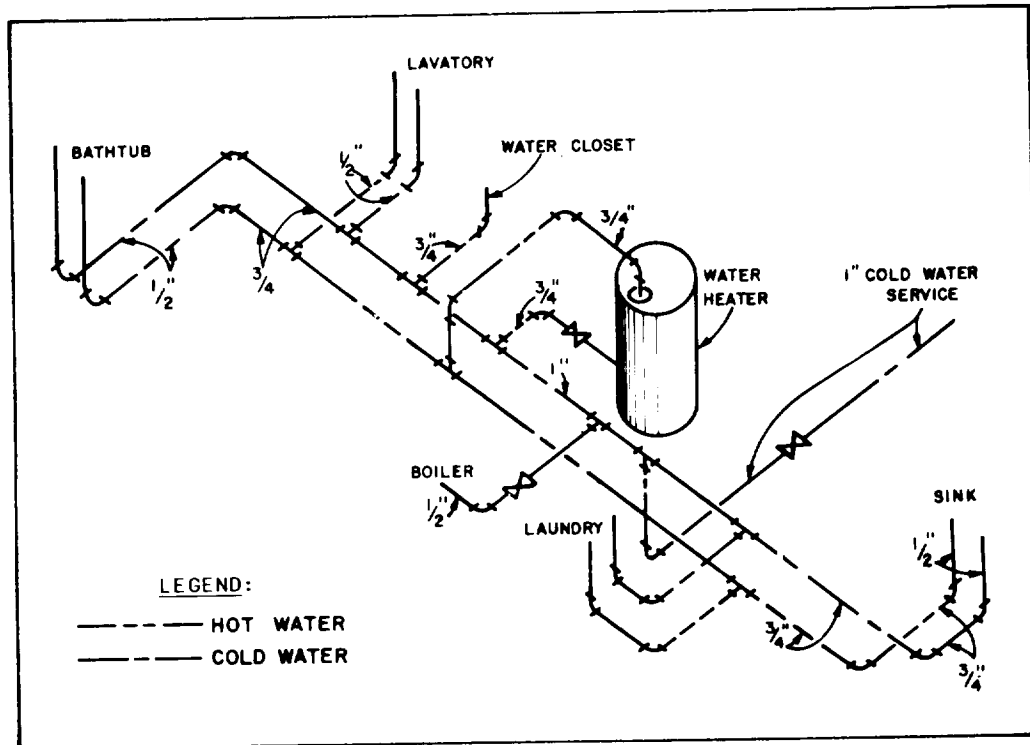 LAVATORY
BATHTUB
1/2"
WATER CLOSET
3/4"
3/4"
WATER
HEATER
1" COLD WATER
SERVICE
1/2"
3/4
3/4"
1"
BOILER
1/2"
LAUNDRY
SINK
1/2"
3/4"
3/4"
LEGEND:
HOT WATER
COLD WATER